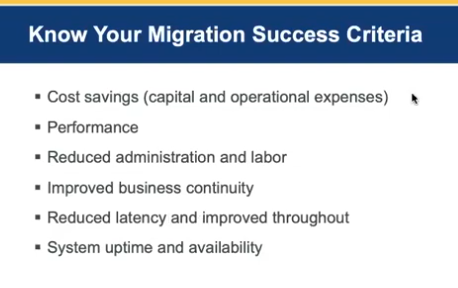 Know Your Migration Success Criteria
▪ Cost savings (capital and operational expenses)
▪ Performance
▪ Reduced administration and labor
▪ Improved business continuity
▪ Reduced latency and improved throughout
▪ System uptime and availability